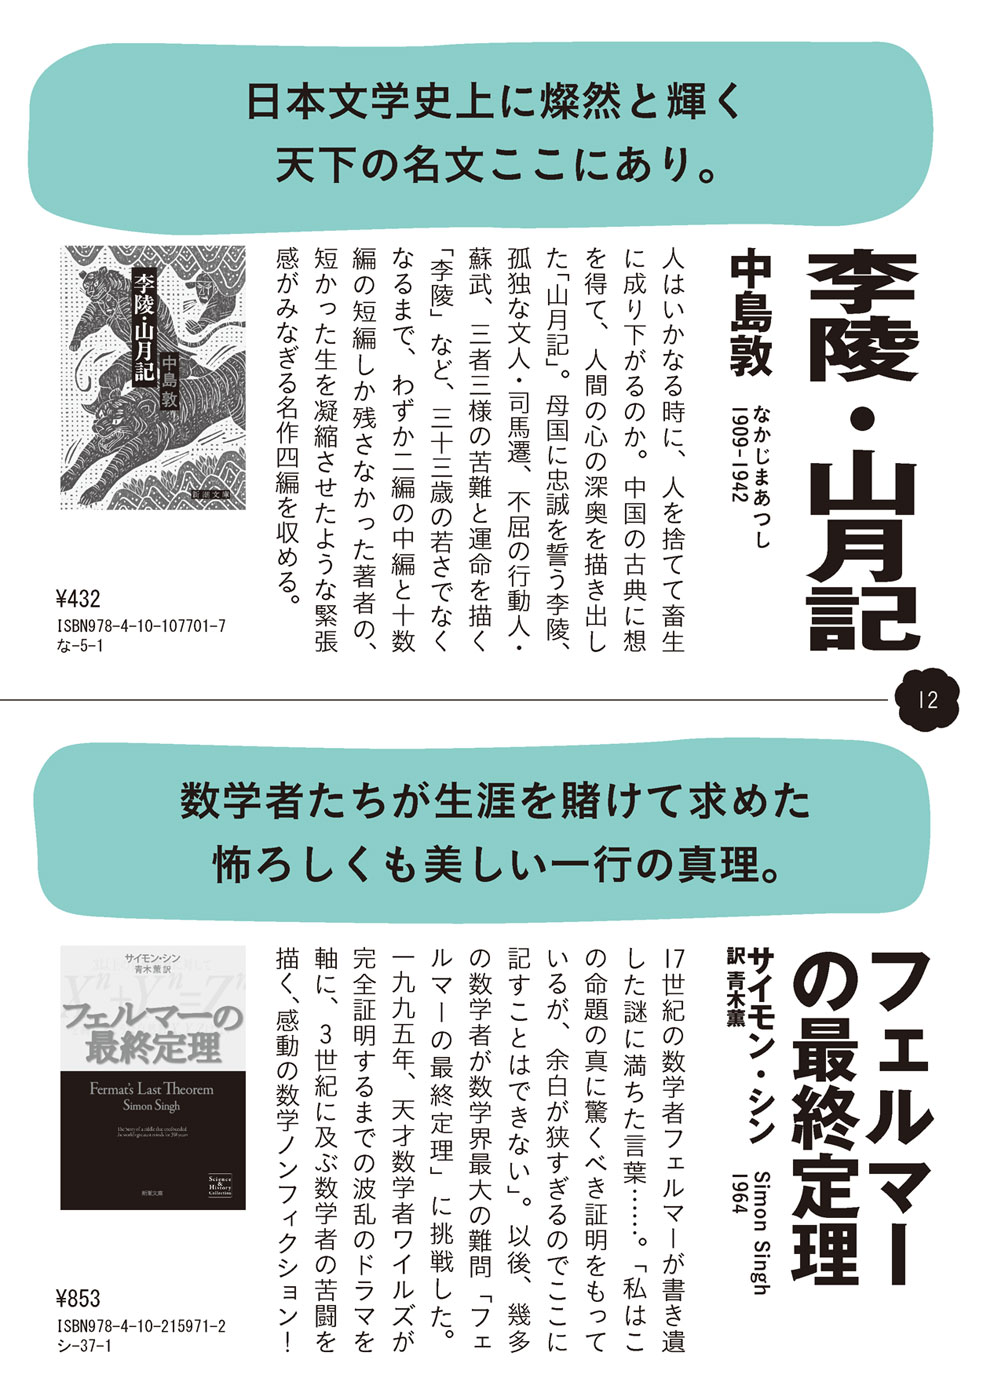 日本文学史上に燦然と輝く
天下の名文ここにあり。
李陵・山月記
中島敦
なかじまあつし
1909-1942
人はいかなる時に、人を捨てて畜生
に成り下がるのか。中国の古典に想
を得て、人間の心の深奥を描き出し
た「山月記」。母国に忠誠を誓う李陵、
孤独な文人・司馬遷、不屈の行動人・
蘇武、三者三様の苦難と運命を描く
「李陵」など、三十三歳の若さでなく
なるまで、わずか二編の中編と十数
編の短編しか残さなかった著者の、
短かった生を凝縮させたような緊張
感がみなぎる名作四編を収める。
李陵・山月記
中島敦
新潮文庫
¥432
ISBN978-4-10-107701-7
な-5-1
12
数学者たちが生涯を賭けて求めた
怖ろしくも美しい一行の真理。
フェルマー
の最終定理
サイモン・シン
Simon Singh
1964
訳 青木薫
17世紀の数学者フェルマーが書き遺
した謎に満ちた言葉……。「私はこ
の命題の真に驚くべき証明をもって
いるが、余白が狭すぎるのでここに
記すことはできない」。以後、幾多
の数学者が数学界最大の難問「フェ
ルマーの最終定理」に挑戦した。
一九九五年、天才数学者ワイルズが
完全証明するまでの波乱のドラマを
軸に、3世紀に及ぶ数学者の苦闘を
描く、感動の数学ノンフィクション！
サイモン・シン
青木薫 訳
フェルマーの
最終定理
Fermat's Last Theorem
Simon Singh
Science
&
History
Collection
新潮文庫
¥853
ISBN978-4-10-215971-2
シ-37-1